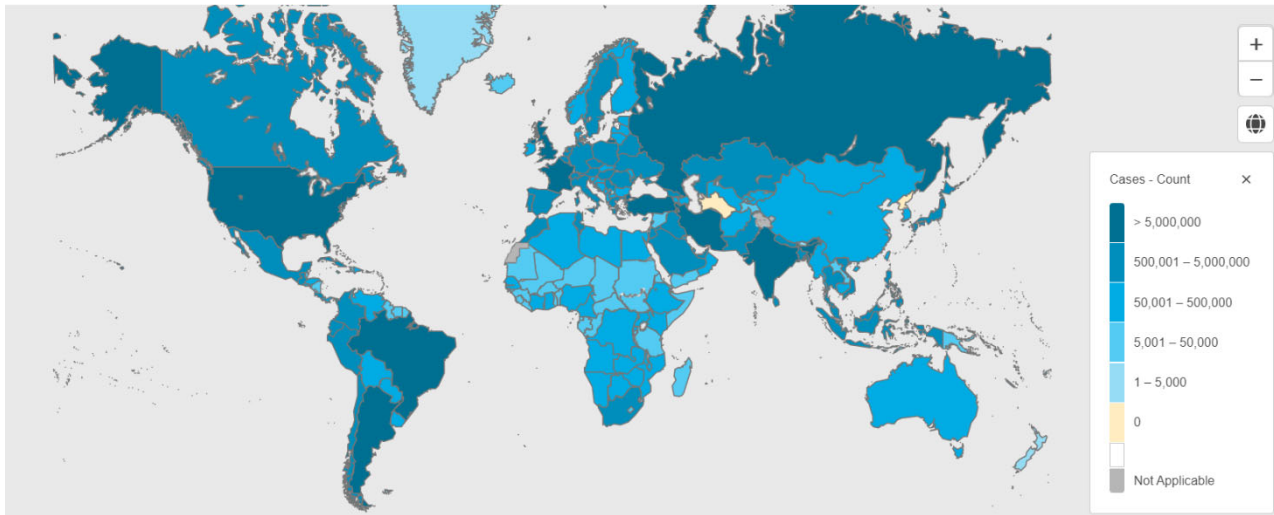 +
−
Cases - Count ×
> 5,000,000
500,001 – 5,000,000
50,001 – 500,000
5,001 – 50,000
1 – 5,000
0
Not Applicable